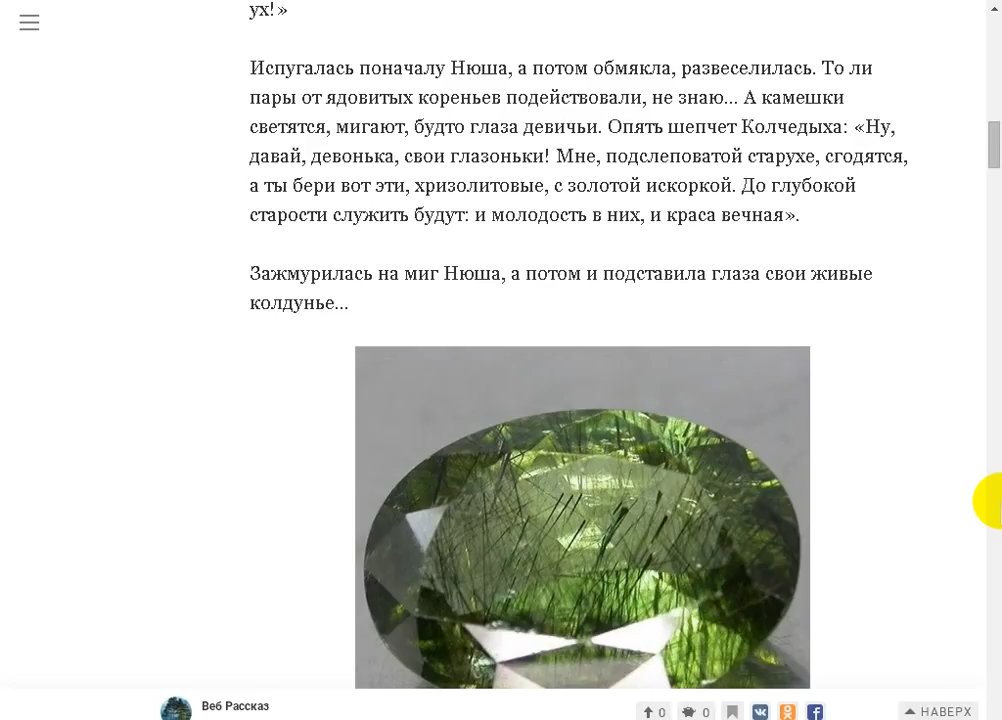 ух!»
Испугалась поначалу Нюша, а потом обмякла, развеселилась. То ли
пары от ядовитых кореньев подействовали, не знаю... А камешки
светятся, мигают, будто глаза девичьи. Опять шепчет Колчедыха: «Ну,
давай, девонька, свои глазоньки! Мне, подслеповатой старухе, сгодятся,
а ты бери вот эти, хризолитовые, с золотой искоркой. До глубокой
старости служить будут: и молодость в них, и краса вечная».
Зажмурилась на миг Нюша, а потом и подставила глаза свои живые
колдунье...
Веб Рассказ
0
0
НАВЕРХ